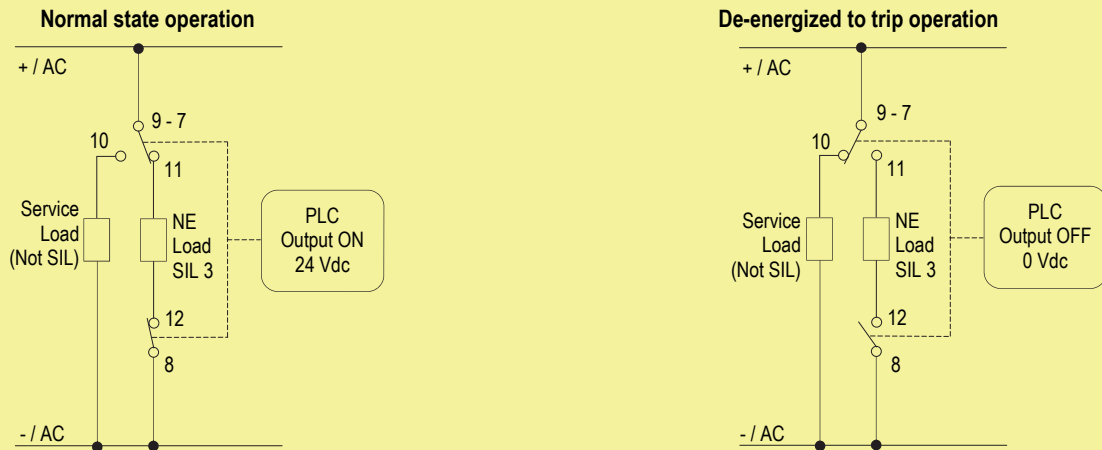 Normal state operation
+ / AC
9 - 7
10
11
Service
Load
(Not SIL)
NE
Load
SIL 3
PLC
Output ON
24 Vdc
12
8
- / AC
De-energized to trip operation
+ / AC
9 - 7
10
11
Service
Load
(Not SIL)
NE
Load
SIL 3
PLC
Output OFF
0 Vdc
12
8
- / AC